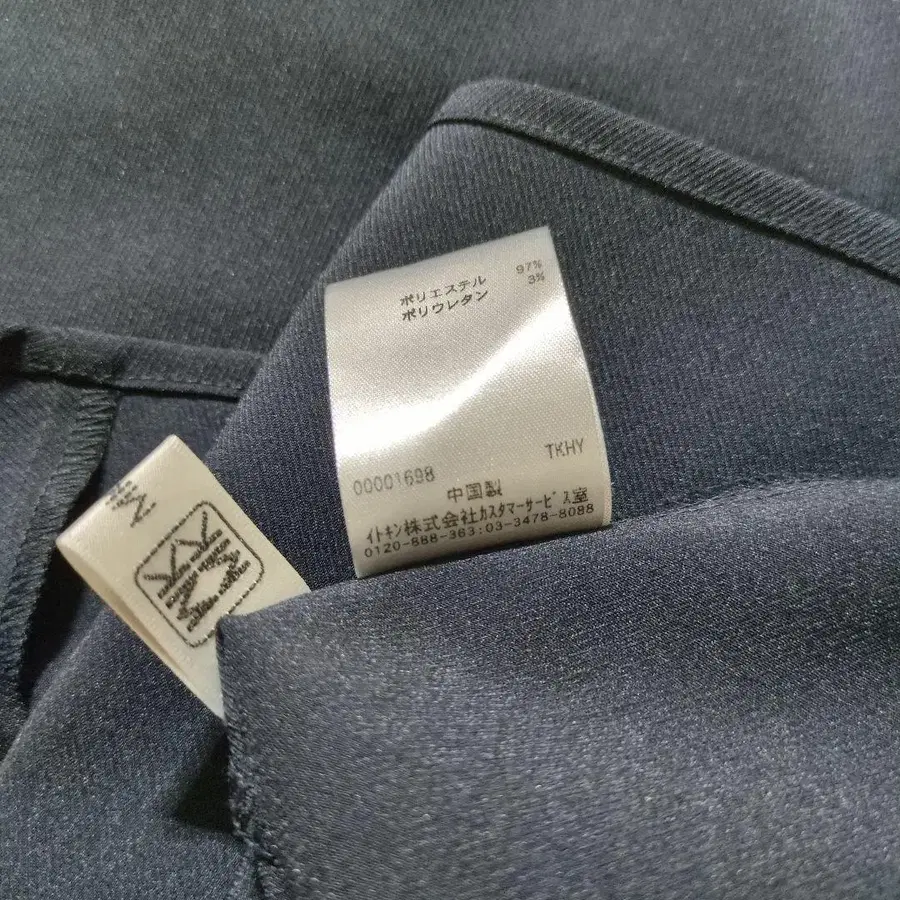 ポリエステル 97%
ポリウレタン 3%
00001698 TKHY
中国製
イトキン株式会社カスタマーサービス室
0120-888-363:03-3478-8088